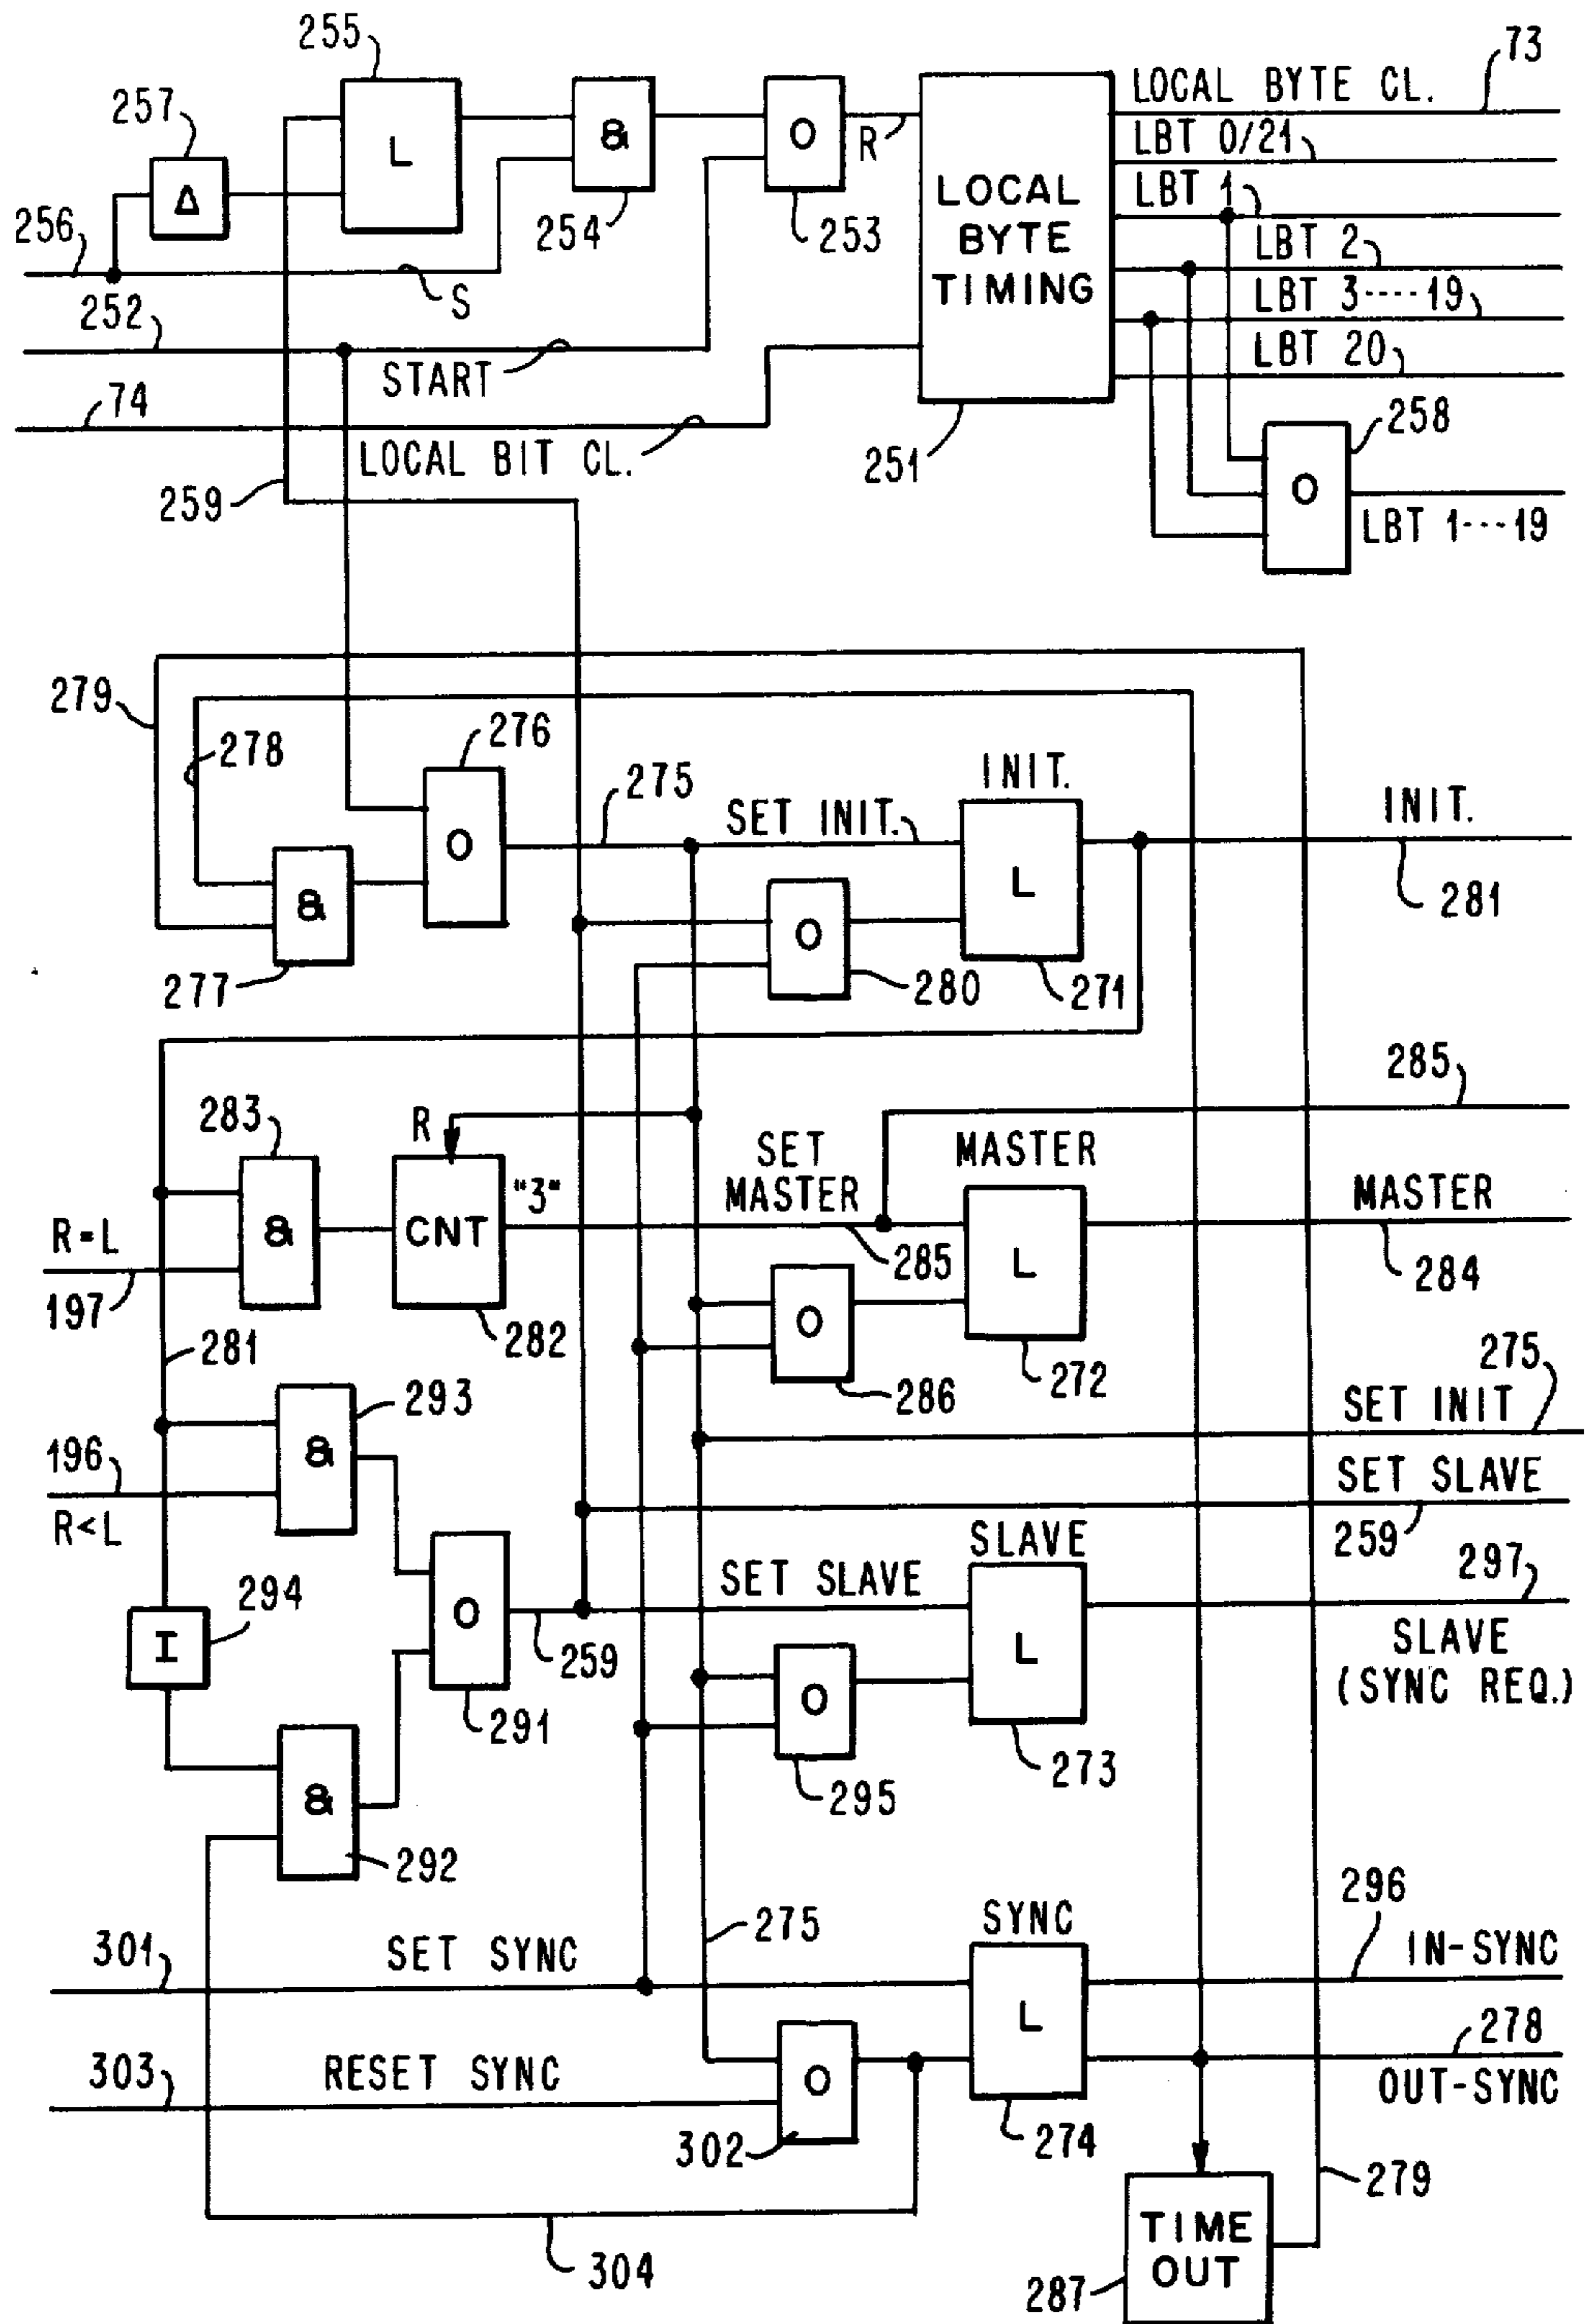 255
73
257
L
&
O
LOCAL BYTE CL.
LBT 0/21
R
Δ
LOCAL
BYTE
TIMING
LBT 1
256
254
253
LBT 2
S
252
LBT 3----19
START
LBT 20
74
LOCAL BIT CL.
251
258
259
O
LBT 1---19
279
278
276
275
INIT.
SET INIT.
INIT.
O
L
&
O
281
277
280
271
285
283
R
SET
MASTER
MASTER
"3"
MASTER
R=L
&
CNT
285
L
284
197
O
281
282
272
275
286
293
SET INIT
196
&
SET SLAVE
R<L
SLAVE
259
297
294
SET SLAVE
O
259
L
SLAVE
(SYNC REQ.)
I
O
291
273
295
&
292
296
275
SYNC
301
SET SYNC
IN-SYNC
L
278
303
RESET SYNC
O
OUT-SYNC
302
274
279
TIME
OUT
304
287